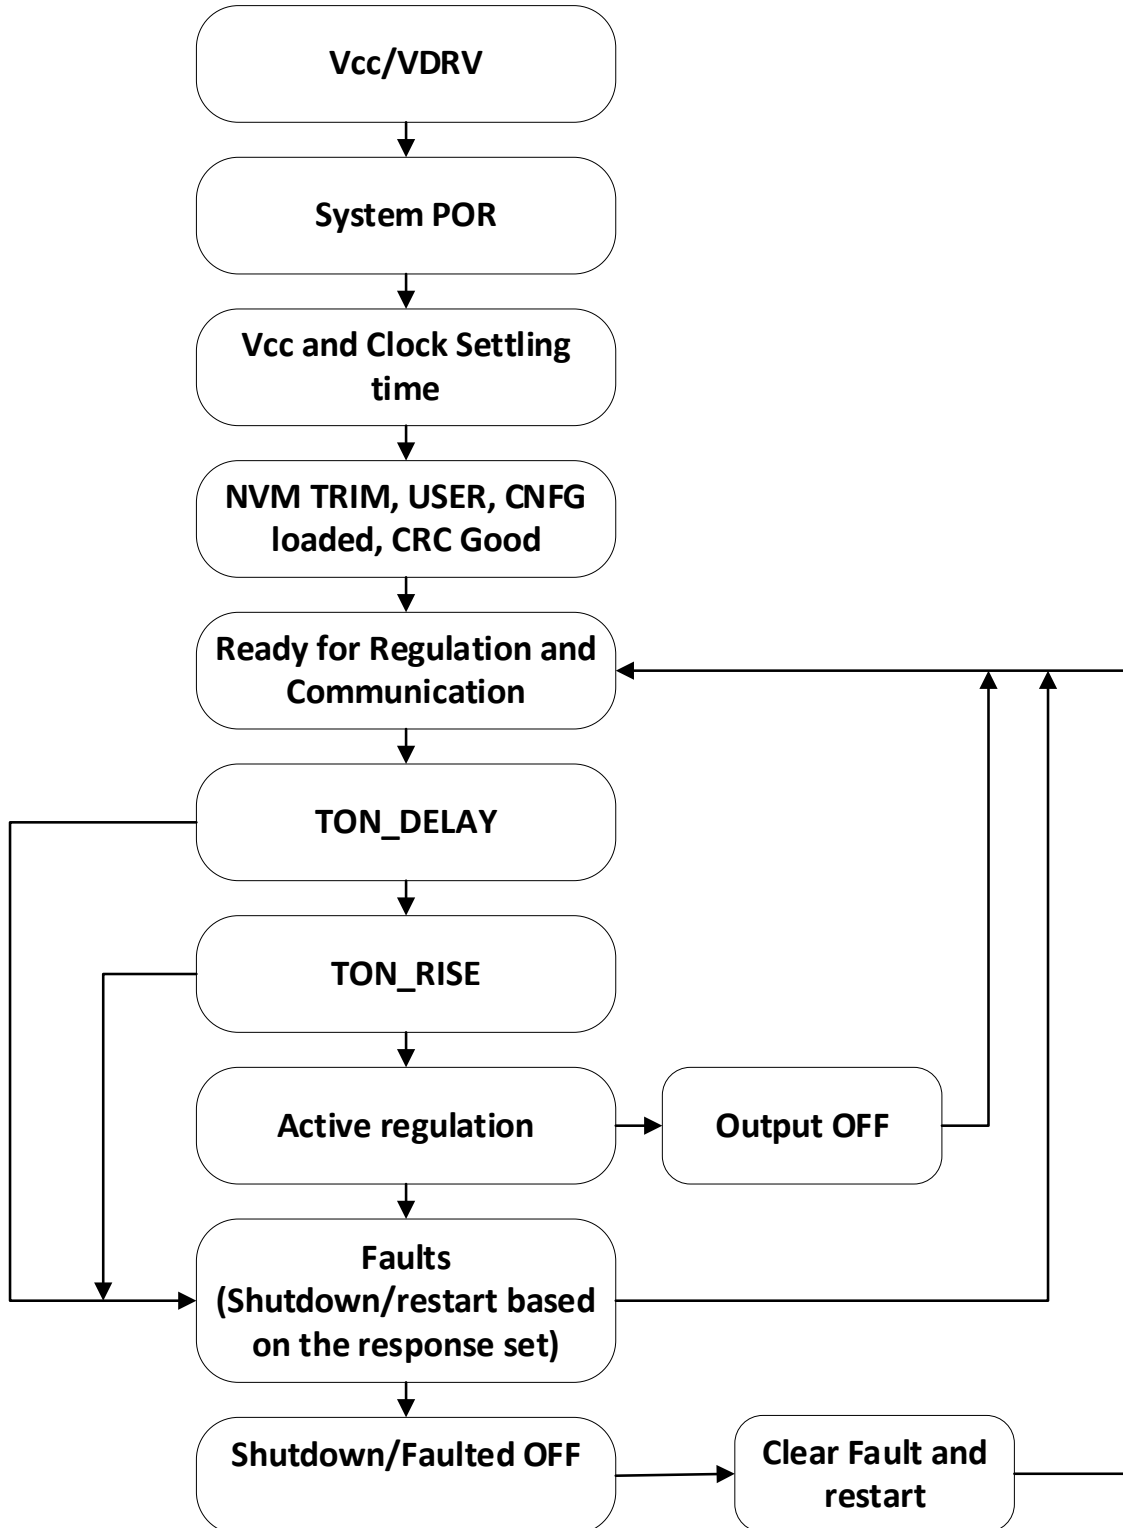 Vcc/VDRV
System POR
Vcc and Clock Settling
time
NVM TRIM, USER, CNFG
loaded, CRC Good
Ready for Regulation and
Communication
TON_DELAY
TON_RISE
Active regulation
Output OFF
Faults
(Shutdown/restart based
on the response set)
Shutdown/Faulted OFF
Clear Fault and
restart